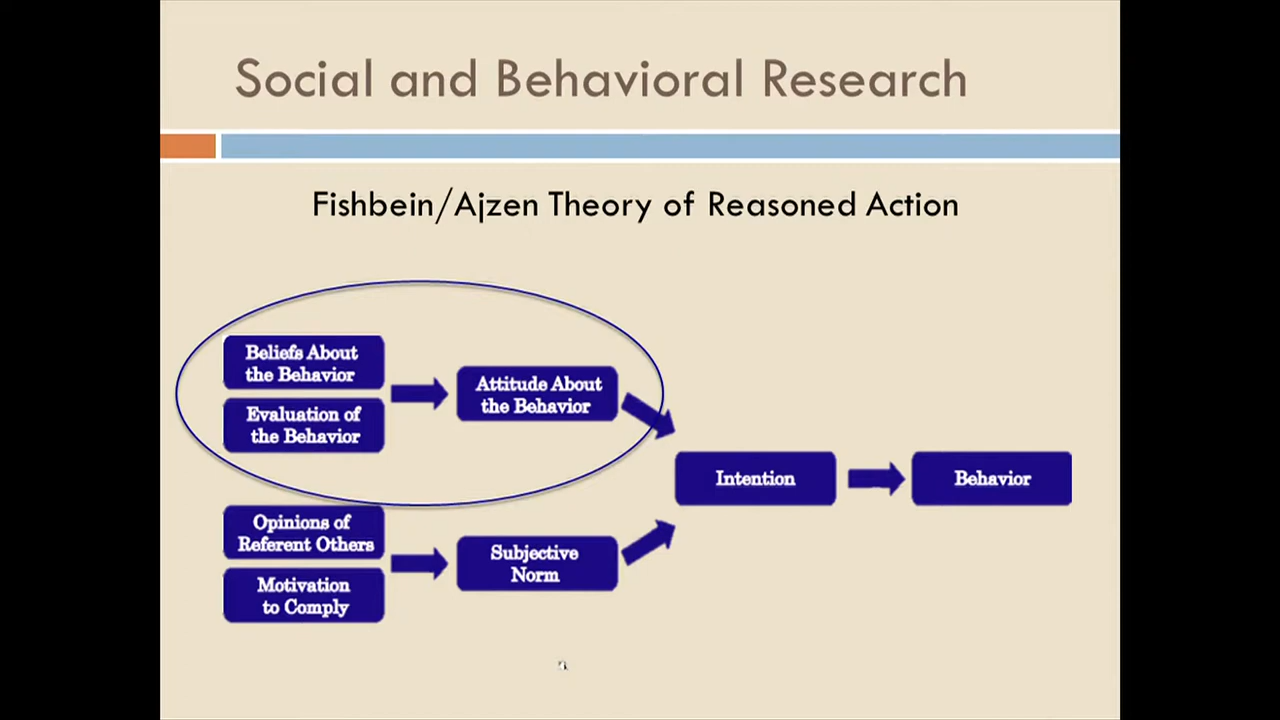 Social and Behavioral Research
Fishbein/Ajzen Theory of Reasoned Action
Beliefs About
the Behavior
Evaluation of
the Behavior
Attitude About
the Behavior
Opinions of
Referent Others
Motivation
to Comply
Subjective
Norm
Intention
Behavior